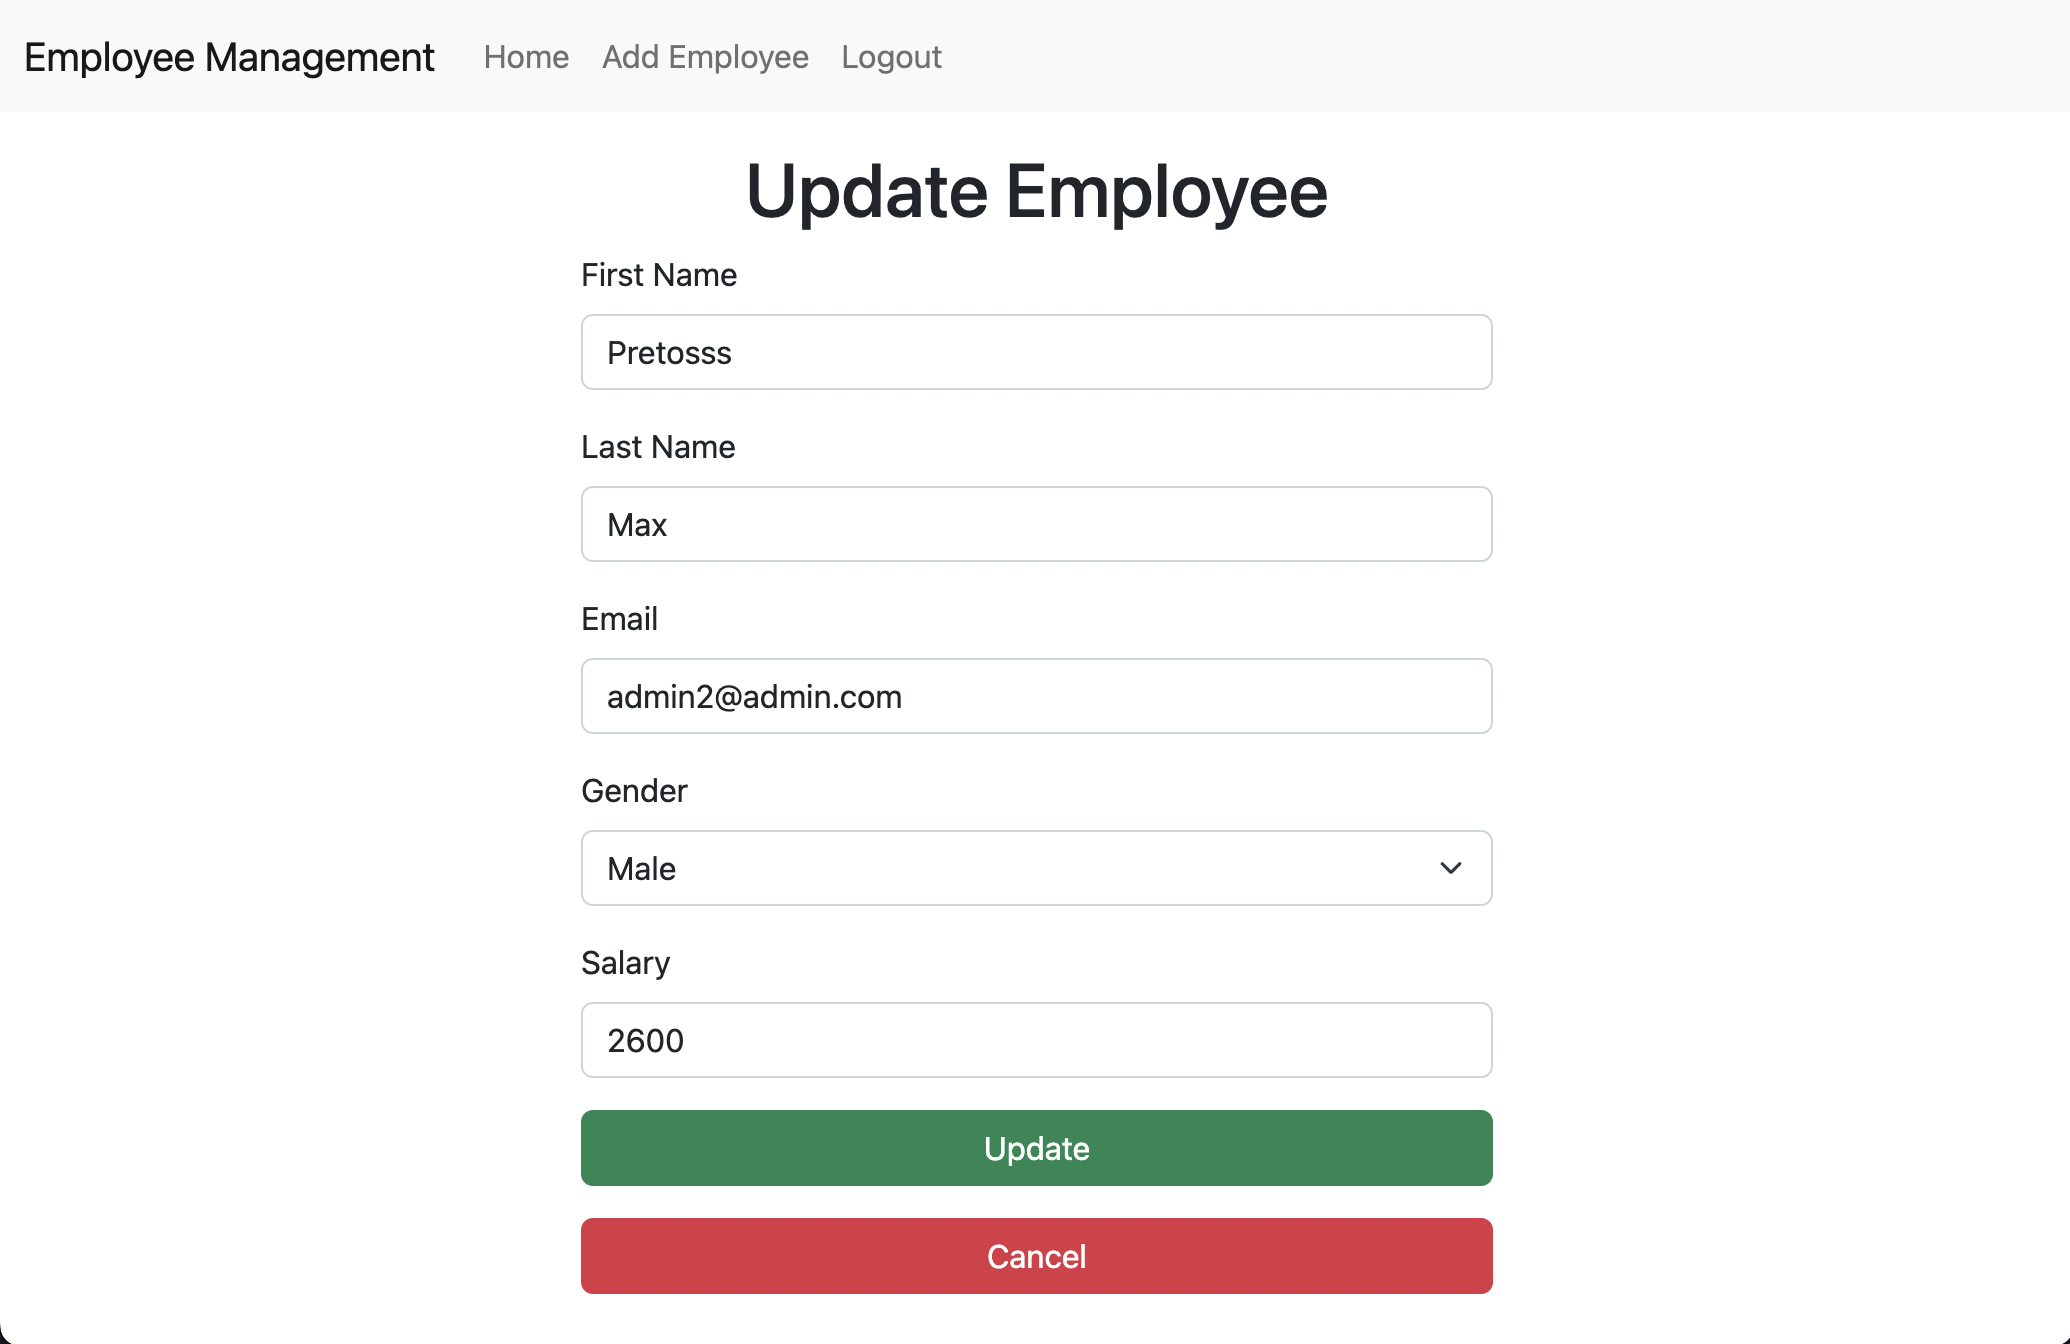 Employee Management Home Add Employee Logout
Update Employee
First Name
Pretosss
Last Name
Max
Email
admin2@admin.com
Gender
Male
Salary
2600
Update
Cancel